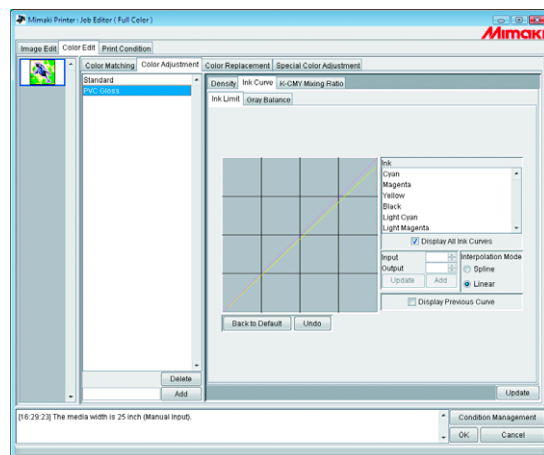 Mimaki Printer : Job Editor ( Full Color )
Mimaki
Image Edit Color Edit Print Condition
Color Matching Color Adjustment Color Replacement Special Color Adjustment
Standard
PVC Gloss
Density Ink Curve K-CMY Mixing Ratio
Ink Limit Gray Balance
Ink
Cyan
Magenta
Yellow
Black
Light Cyan
Light Magenta
Display All Ink Curves
Input
Output
Update Add
Interpolation Mode
Spline
Linear
Display Previous Curve
Back to Default Undo
Delete
Add
Update
[16:29:23] The media width is 25 inch (Manual Input).
Condition Management
OK Cancel